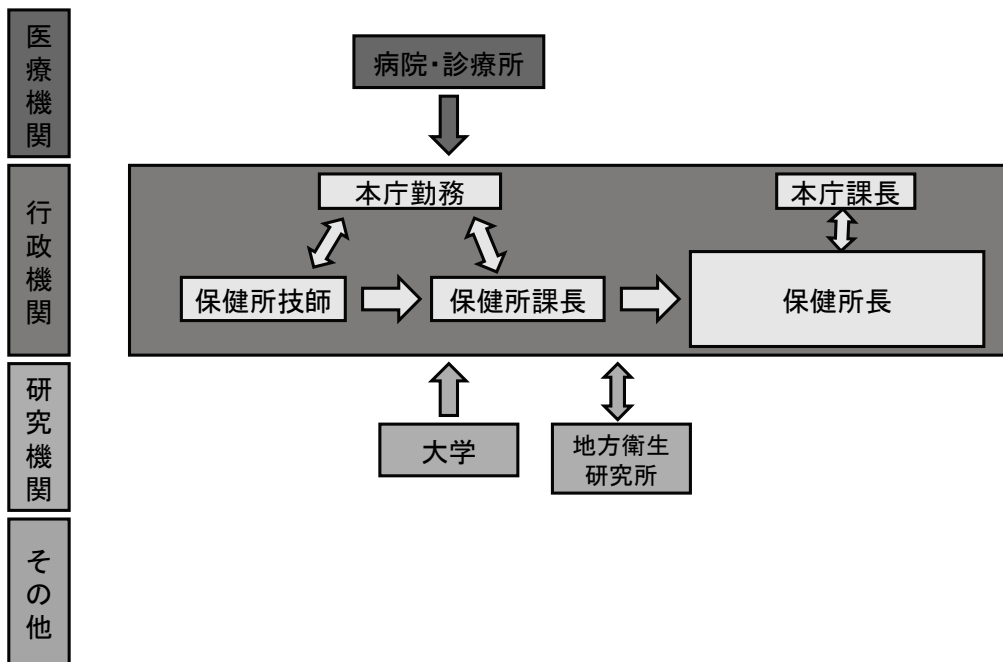 医療機関
病院・診療所
行政機関
本庁勤務
本庁課長
保健所技師
保健所課長
保健所長
研究機関
大学
地方衛生
研究所
その他